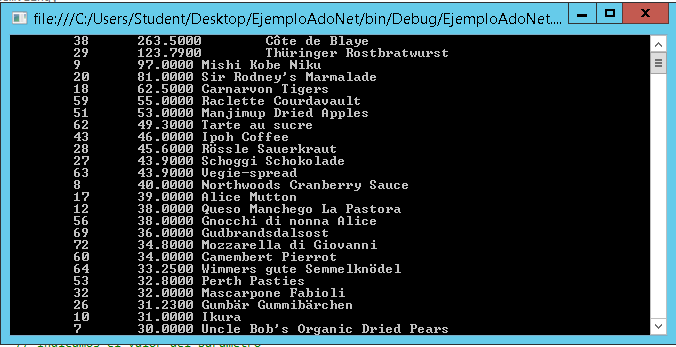 file:///C:/Users/Student/Desktop/EjemploAdoNet/bin/Debug/EjemploAdoNet....
38 263.5000 Côte de Blaye
29 123.7900 Thüringer Rostbratwurst
9 97.0000 Mishi Kobe Niku
20 81.0000 Sir Rodney's Marmalade
18 62.5000 Carnarvon Tigers
59 55.0000 Raclette Courdavault
51 53.0000 Manjimup Dried Apples
62 49.3000 Tarte au sucre
43 46.0000 Ipoh Coffee
28 45.6000 Rössle Sauerkraut
27 43.9000 Schoggi Schokolade
63 43.9000 Vegie-spread
8 40.0000 Northwoods Cranberry Sauce
17 39.0000 Alice Mutton
12 38.0000 Queso Manchego La Pastora
56 38.0000 Gnocchi di nonna Alice
69 36.0000 Gudbrandsdalsost
72 34.8000 Mozzarella di Giovanni
60 34.0000 Camembert Pierrot
64 33.2500 Wimmers gute Semmelknödel
53 32.8000 Perth Pasties
32 32.0000 Mascarpone Fabioli
26 31.2300 Gumbär Gummibärchen
10 31.0000 Ikura
7 30.0000 Uncle Bob's Organic Dried Pears
// Indicamos el valor del parámetro